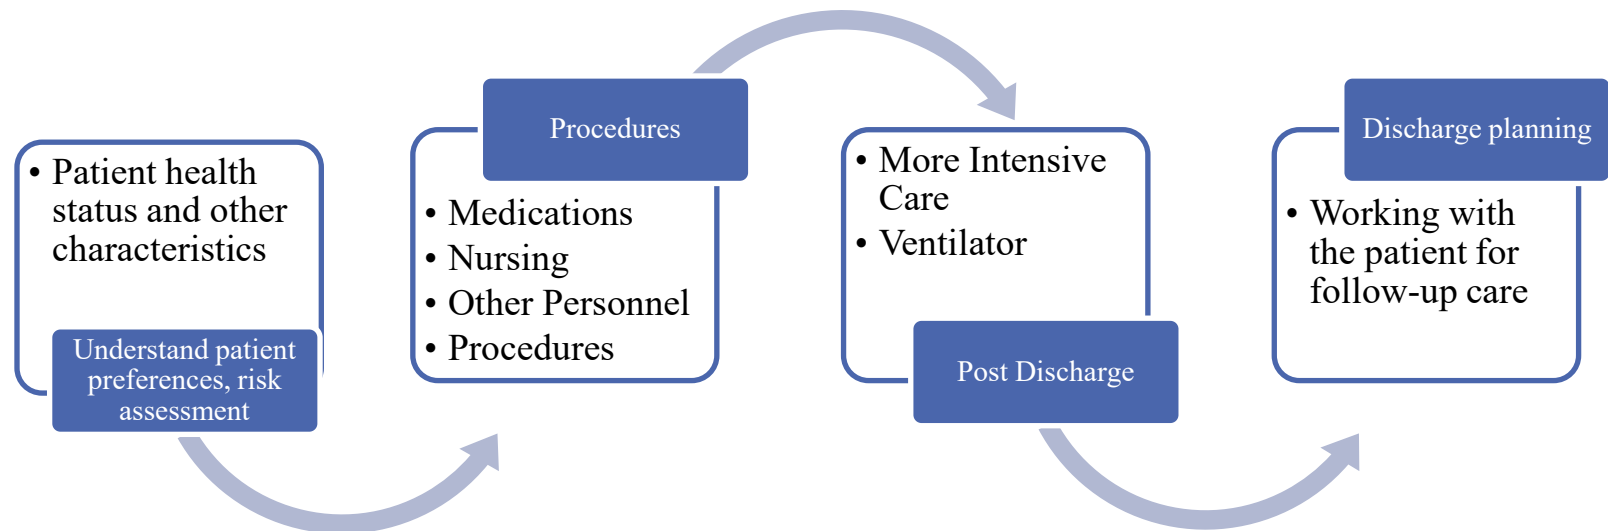 • Patient health
status and other
characteristics
Understand patient
preferences, risk
assessment
Procedures
• Medications
• Nursing
• Other Personnel
• Procedures
• More Intensive
Care
• Ventilator
Post Discharge
Discharge planning
• Working with
the patient for
follow-up care